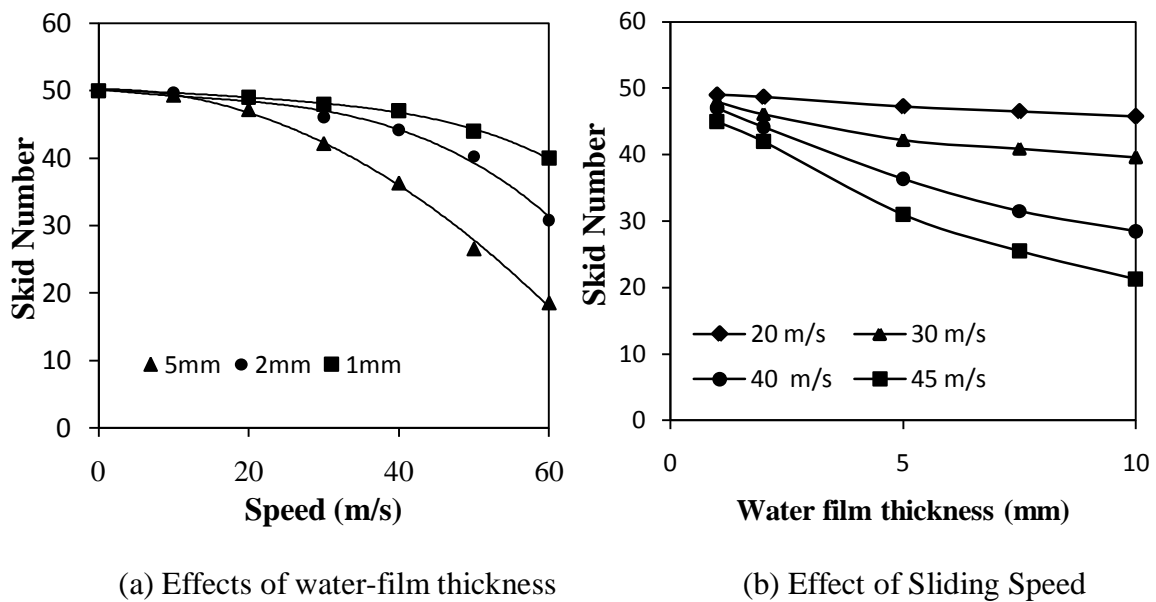 60
50
40
30
20
10
0
Skid Number
5mm 2mm 1mm
0 20 40 60
Speed (m/s)
(a) Effects of water-film thickness
60
50
40
30
20
10
0
Skid Number
20 m/s 30 m/s
40 m/s 45 m/s
0 5 10
Water film thickness (mm)
(b) Effect of Sliding Speed